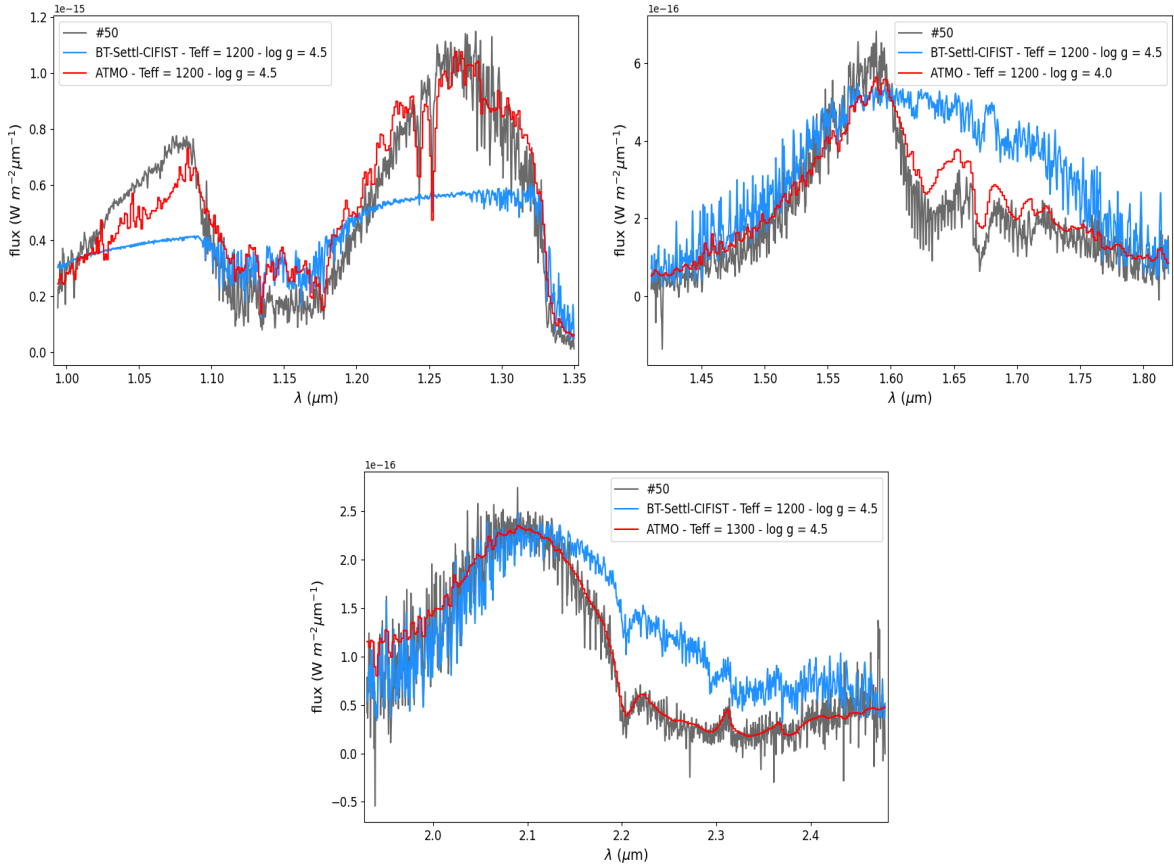 1e−15
#50
BT-Settl-CIFIST - Teff = 1200 - log g = 4.5
ATMO - Teff = 1200 - log g = 4.5
flux (W m⁻²μm⁻¹)
1.2
1.0
0.8
0.6
0.4
0.2
0.0
1.00 1.05 1.10 1.15 1.20 1.25 1.30 1.35
λ (μm)
1e−16
#50
BT-Settl-CIFIST - Teff = 1200 - log g = 4.5
ATMO - Teff = 1200 - log g = 4.0
flux (W m⁻²μm⁻¹)
6
4
2
0
1.45 1.50 1.55 1.60 1.65 1.70 1.75 1.80
λ (μm)
1e−16
#50
BT-Settl-CIFIST - Teff = 1200 - log g = 4.5
ATMO - Teff = 1300 - log g = 4.5
flux (W m⁻²μm⁻¹)
2.5
2.0
1.5
1.0
0.5
0.0
−0.5
2.0 2.1 2.2 2.3 2.4
λ (μm)